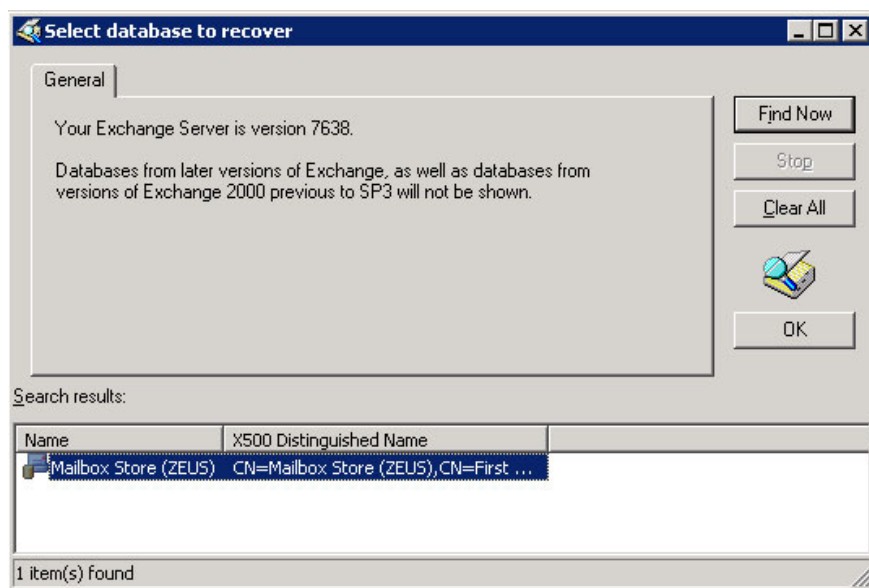 Select database to recover
General
Your Exchange Server is version 7638.
Databases from later versions of Exchange, as well as databases from
versions of Exchange 2000 previous to SP3 will not be shown.
Find Now
Stop
Clear All
OK
Search results:
Name X500 Distinguished Name
Mailbox Store (ZEUS) CN=Mailbox Store (ZEUS),CN=First ...
1 item(s) found